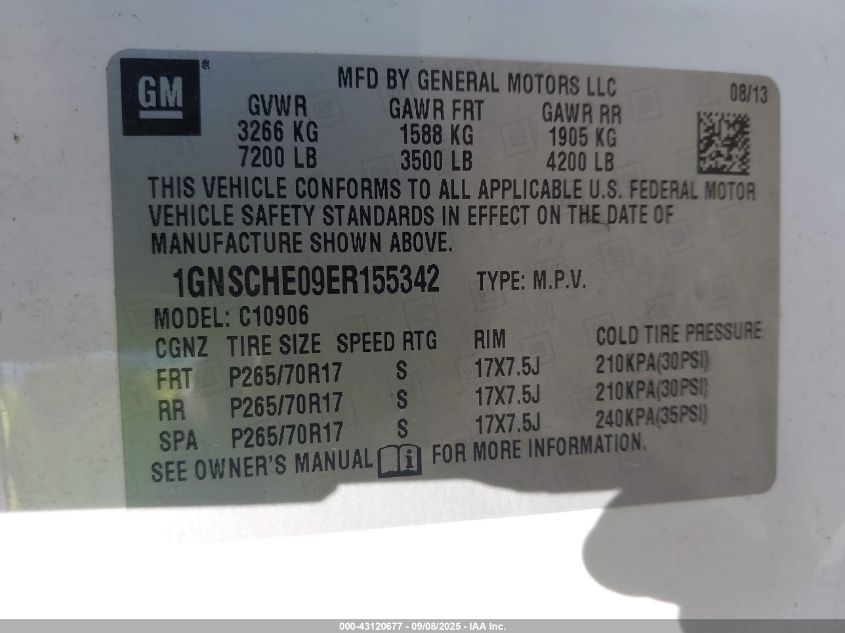 GM®
MFD BY GENERAL MOTORS LLC
08/13
GVWR GAWR FRT GAWR RR
3266 KG 1588 KG 1905 KG
7200 LB 3500 LB 4200 LB
THIS VEHICLE CONFORMS TO ALL APPLICABLE U.S. FEDERAL MOTOR
VEHICLE SAFETY STANDARDS IN EFFECT ON THE DATE OF
MANUFACTURE SHOWN ABOVE.
1GNSCHE09ER155342 TYPE: M.P.V.
MODEL: C10906
CGNZ TIRE SIZE SPEED RTG RIM COLD TIRE PRESSURE
FRT P265/70R17 S 17X7.5J 210KPA(30PSI)
RR P265/70R17 S 17X7.5J 210KPA(30PSI)
SPA P265/70R17 S 17X7.5J 240KPA(35PSI)
SEE OWNER'S MANUAL i FOR MORE INFORMATION.
000-43120677 - 09/08/2025 - IAA Inc.